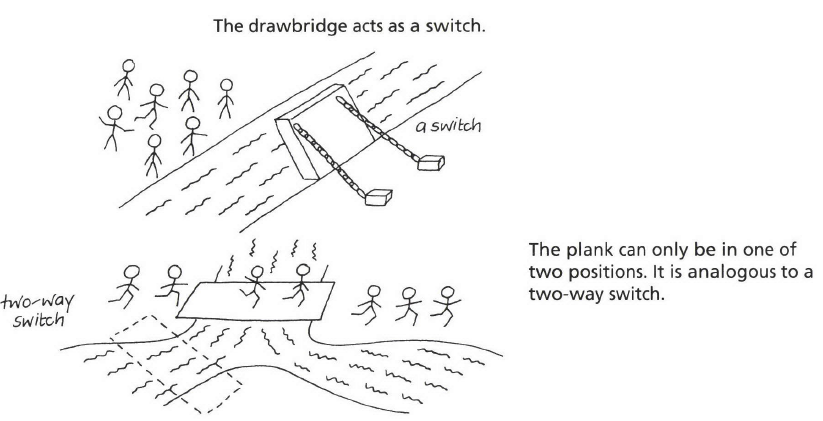 The drawbridge acts as a switch.
a switch
The plank can only be in one of
two positions. It is analogous to a
two-way switch.
two-way
switch